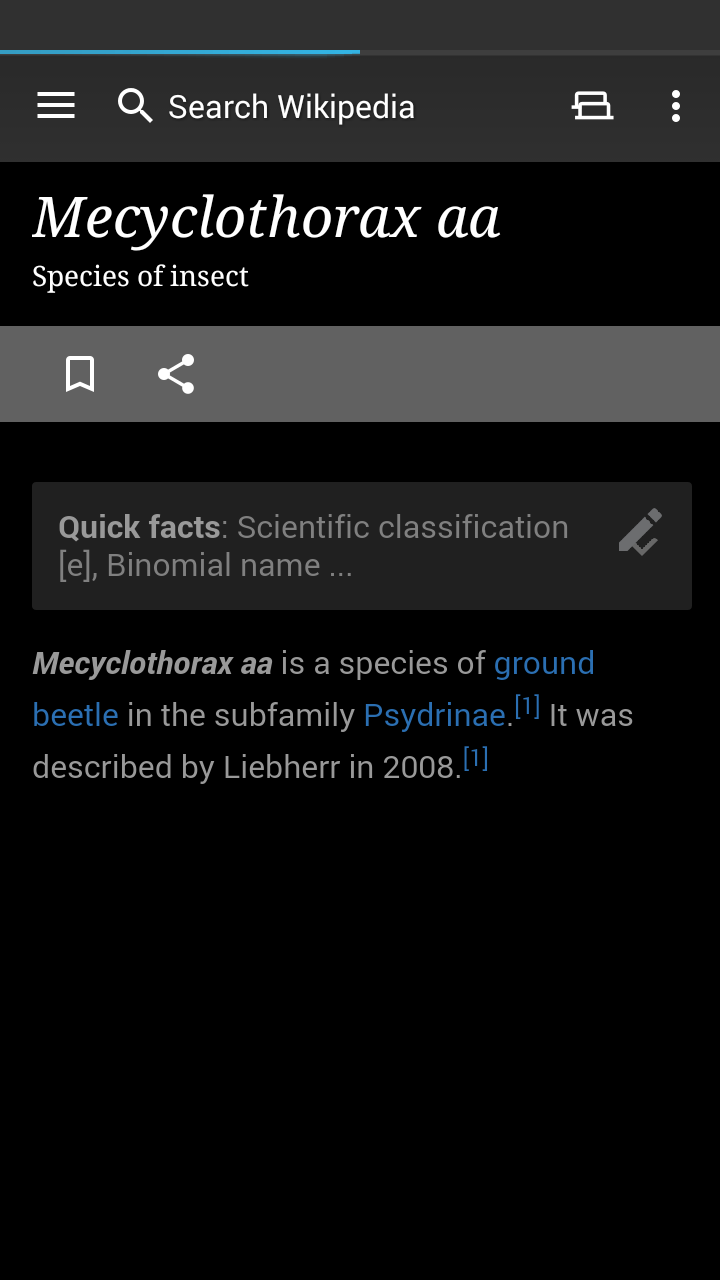 Search Wikipedia
Mecyclothorax aa
Species of insect
Quick facts: Scientific classification
[e], Binomial name ...
Mecyclothorax aa is a species of ground
beetle in the subfamily Psydrinae.[1] It was
described by Liebherr in 2008.[1]